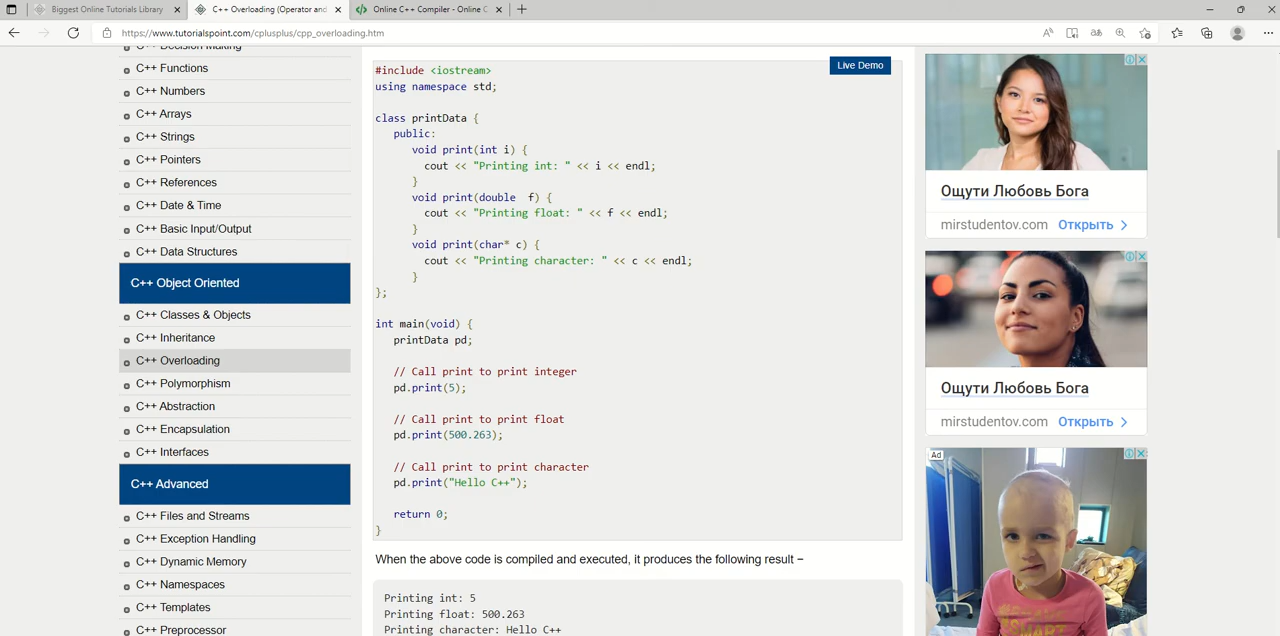 Biggest Online Tutorials Library
C++ Overloading (Operator and
Online C++ Compiler - Online C
https://www.tutorialspoint.com/cplusplus/cpp_overloading.htm
C++ Decision Making
C++ Functions
C++ Numbers
C++ Arrays
C++ Strings
C++ Pointers
C++ References
C++ Date & Time
C++ Basic Input/Output
C++ Data Structures
C++ Object Oriented
C++ Classes & Objects
C++ Inheritance
C++ Overloading
C++ Polymorphism
C++ Abstraction
C++ Encapsulation
C++ Interfaces
C++ Advanced
C++ Files and Streams
C++ Exception Handling
C++ Dynamic Memory
C++ Namespaces
C++ Templates
C++ Preprocessor
Live Demo
#include <iostream>
using namespace std;
class printData {
public:
void print(int i) {
cout << "Printing int: " << i << endl;
}
void print(double  f) {
cout << "Printing float: " << f << endl;
}
void print(char* c) {
cout << "Printing character: " << c << endl;
}
};
int main(void) {
printData pd;
// Call print to print integer
pd.print(5);
// Call print to print float
pd.print(500.263);
// Call print to print character
pd.print("Hello C++");
return 0;
}
When the above code is compiled and executed, it produces the following result −
Printing int: 5
Printing float: 500.263
Printing character: Hello C++
Ощути Любовь Бога
mirstudentov.com Открыть
Ощути Любовь Бога
mirstudentov.com Открыть
Ad